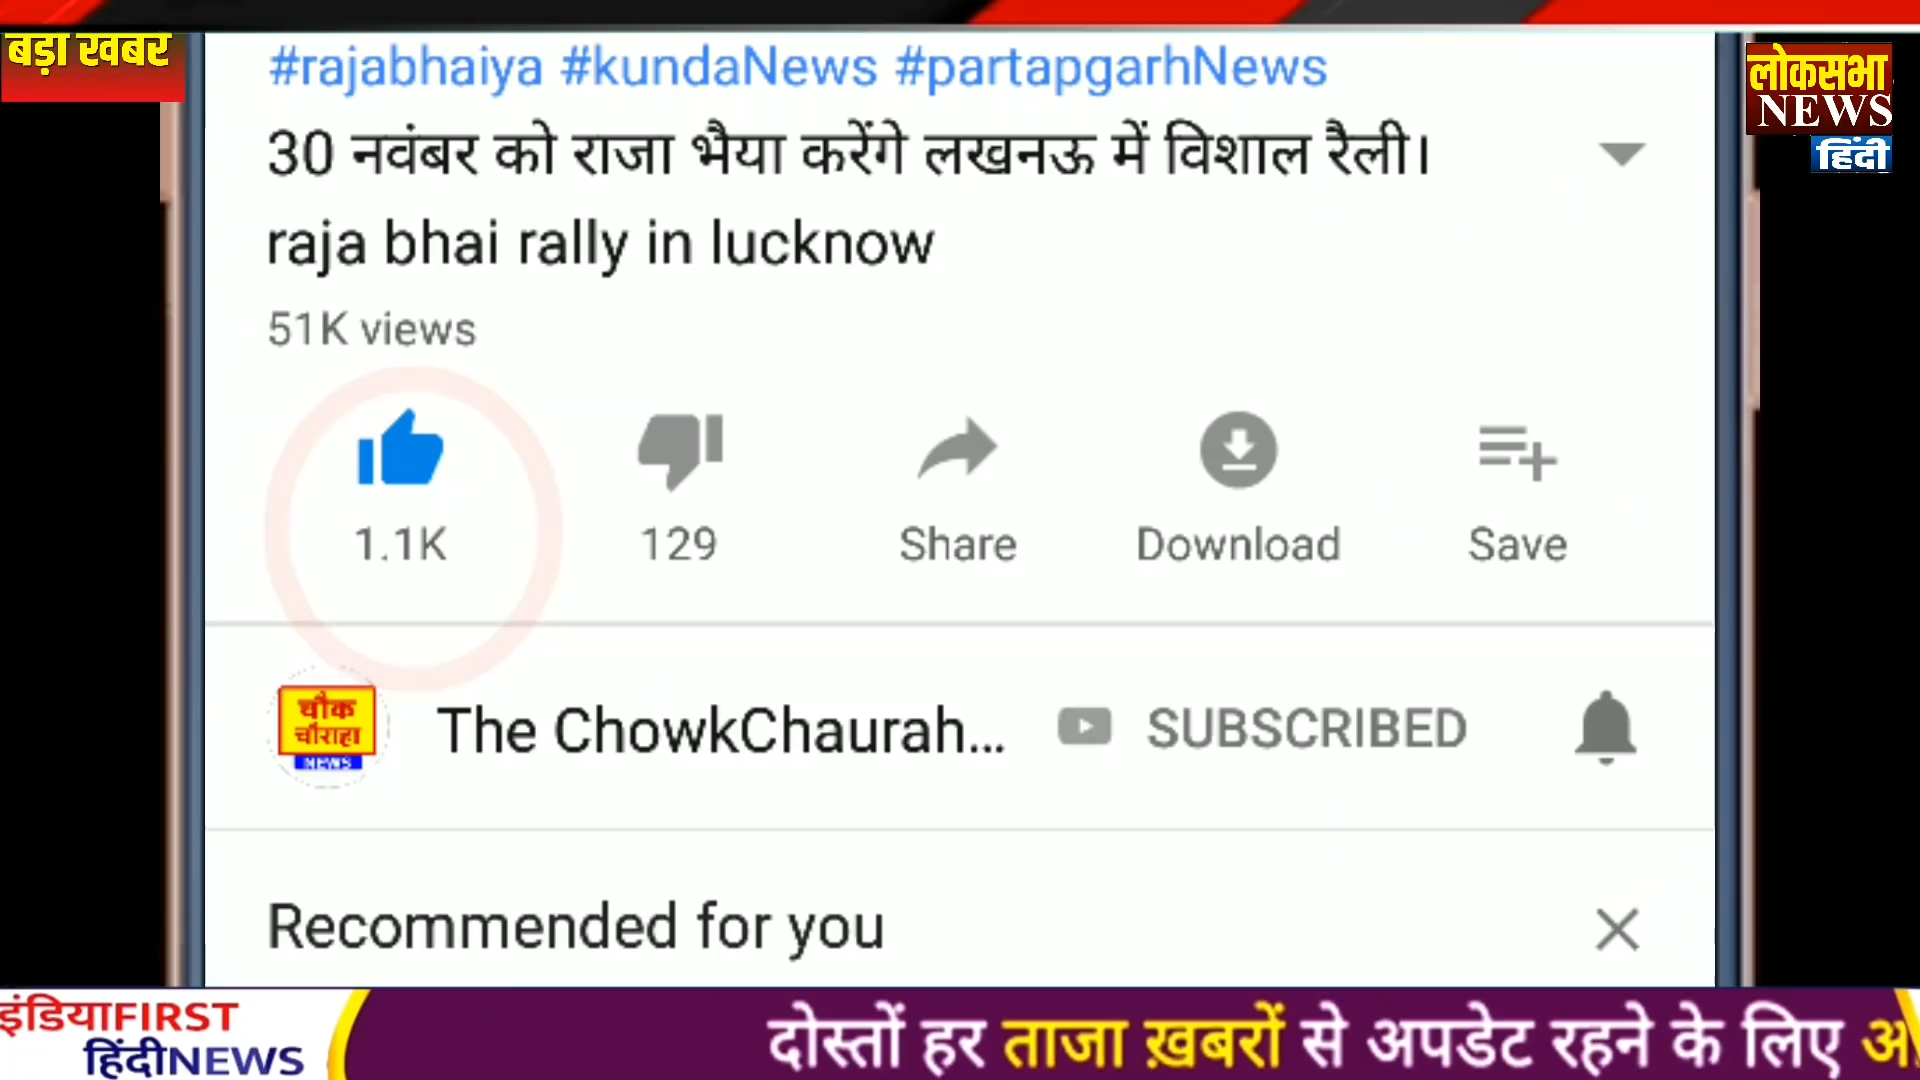 बड़ा खबर
लोकसभा
NEWS
हिंदी
#rajabhaiya #kundaNews #partapgarhNews
30 नवंबर को राजा भैया करेंगे लखनऊ में विशाल रैली।
raja bhai rally in lucknow
51K views
1.1K 129 Share Download Save
चौक
चौराहा
NEWS
The ChowkChaurah... SUBSCRIBED
Recommended for you
इंडियाFIRST
हिंदीNEWS
दोस्तों हर ताजा ख़बरों से अपडेट रहने के लिए